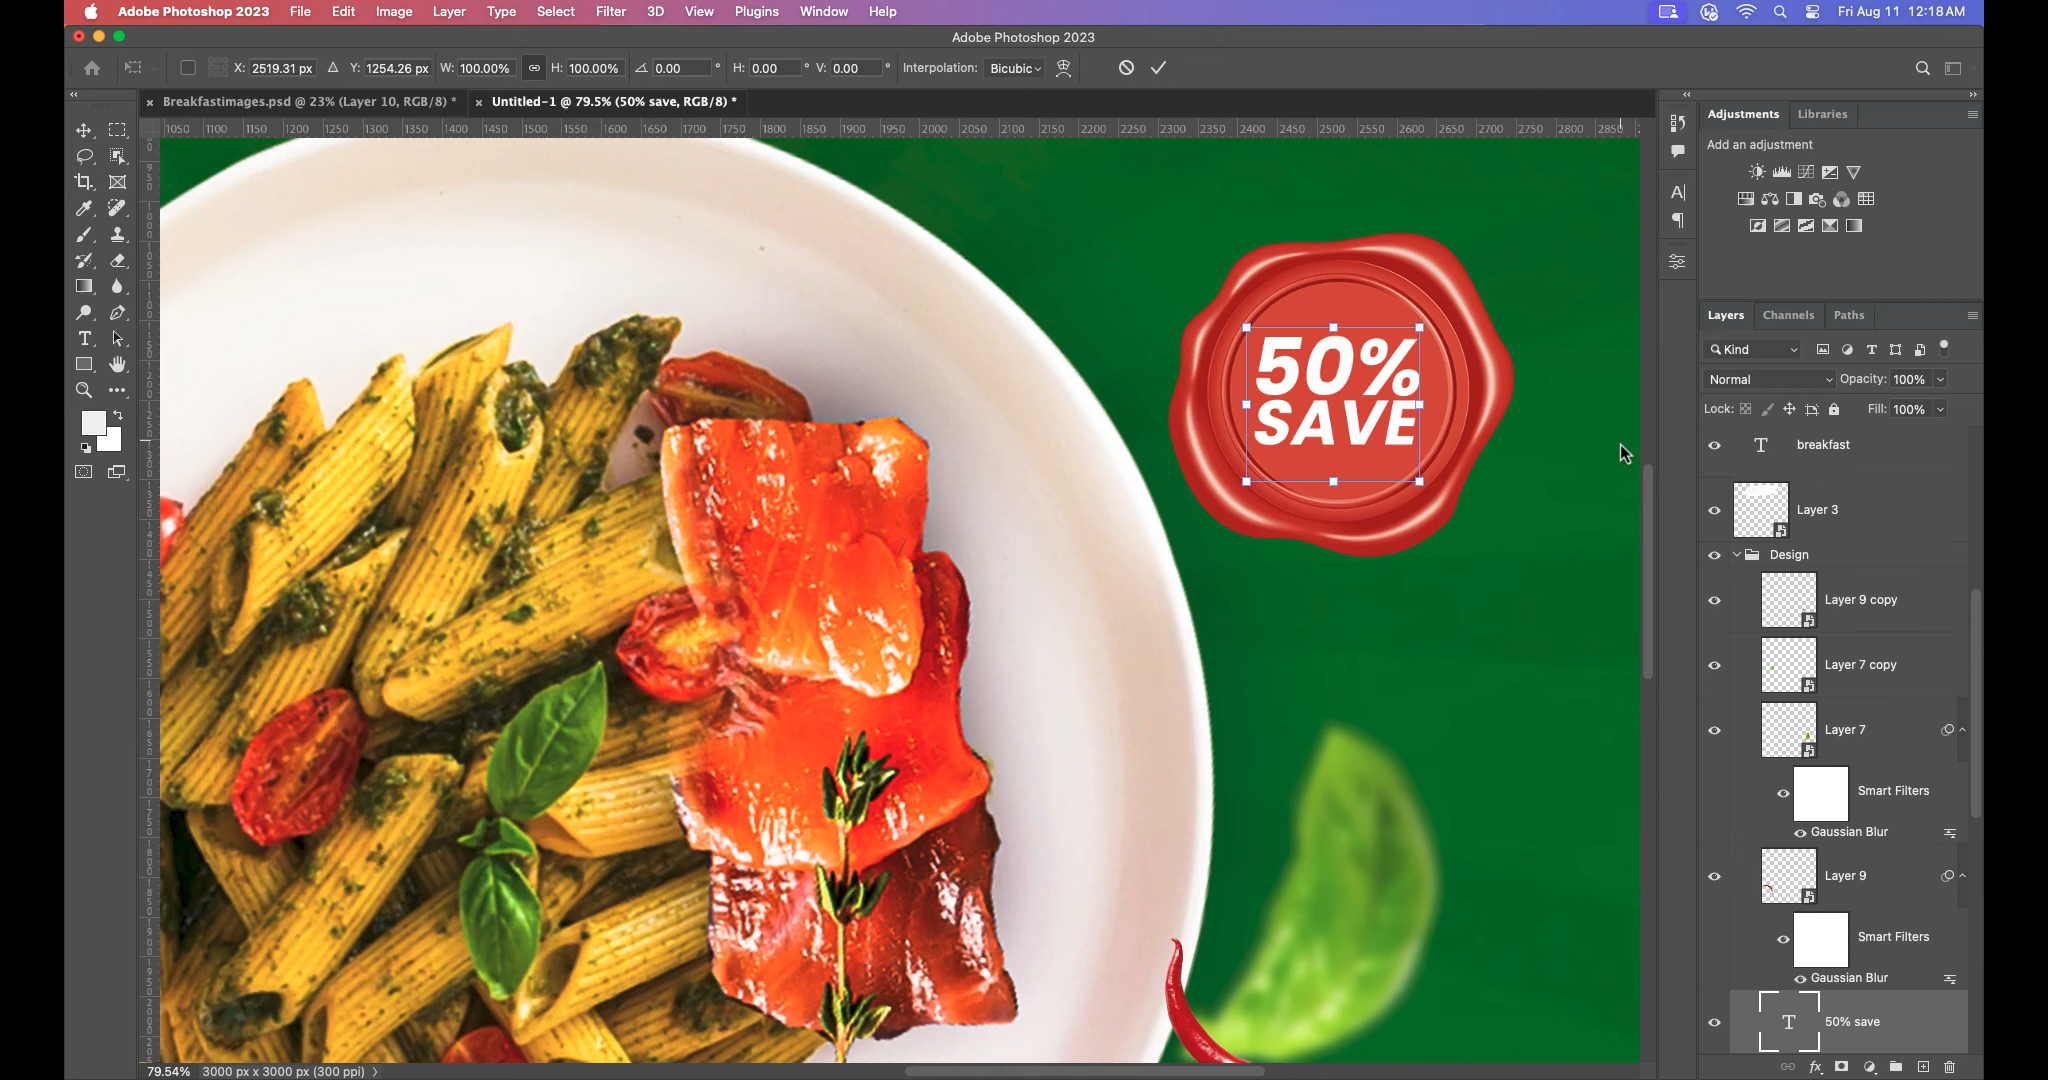 Adobe Photoshop 2023 File Edit Image Layer Type Select Filter 3D View Plugins Window Help Fri Aug 11 12:18 AM
Adobe Photoshop 2023
X: 2519.31 px Y: 1254.26 px W: 100.00% H: 100.00% 0.00 ° H: 0.00 ° V: 0.00 ° Interpolation: Bicubic
Breakfastimages.psd @ 23% (Layer 10, RGB/8) *
Untitled-1 @ 79.5% (50% save, RGB/8) *
1050 1100 1150 1200 1250 1300 1350 1400 1450 1500 1550 1600 1650 1700 1750 1800 1850 1900 1950 2000 2050 2100 2150 2200 2250 2300 2350 2400 2450 2500 2550 2600 2650 2700 2750 2800 2850
50%
SAVE
Adjustments Libraries
Add an adjustment
Layers Channels Paths
Kind
Normal Opacity: 100%
Lock: Fill: 100%
breakfast
Layer 3
Design
Layer 9 copy
Layer 7 copy
Layer 7
Smart Filters
Gaussian Blur
Layer 9
Smart Filters
Gaussian Blur
50% save
79.54% 3000 px x 3000 px (300 ppi)